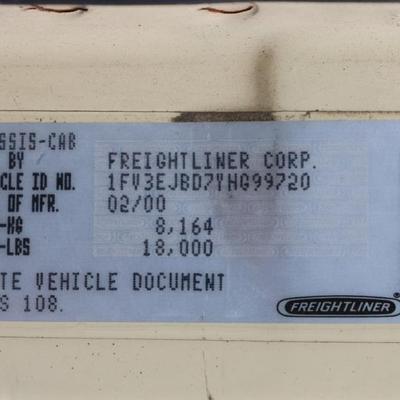 SSIS-CAB
BY FREIGHTLINER CORP.
CLE ID NO. 1FV3EJBD7YHG99720
OF MFR. 02/00
-KG 8,164
-LBS 18,000
TE VEHICLE DOCUMENT
S 108.
FREIGHTLINER ®